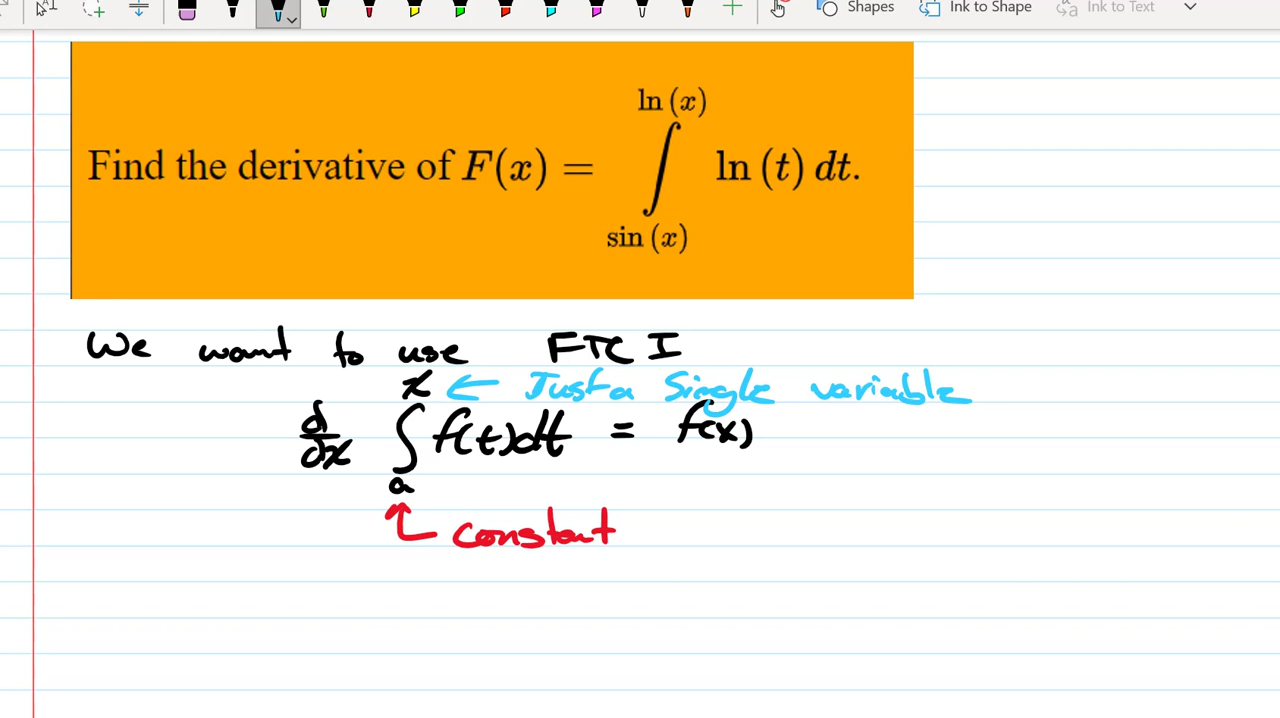 Shapes Ink to Shape Ink to Text
ln (x)
Find the derivative of F(x) = ∫ ln (t) dt.
sin (x)
We want to use FTC I
x ← Just a single variable
d/dx ∫ f(t)dt = f(x)
a
constant